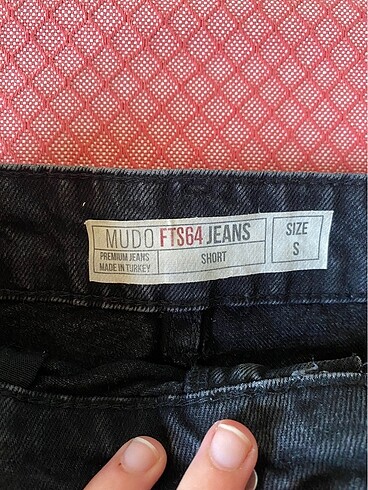 MUDO FTS64 JEANS
PREMIUM JEANS
MADE IN TURKEY
SHORT
SIZE
S